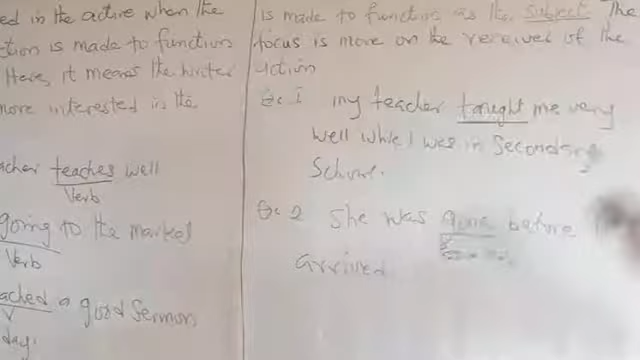 ed in the active when the
ction is made to function
Here, it means the writer
more interested in the
acher teaches well
Verb
going to the market
Verb
ached a good Sermon
V
day.
is made to function as the Subject The
focus is more on the receiver of the
action
Ex: 1 my teacher taught me very
well while I was in Secondary
School.
Ex 2 She was gone before
arrived